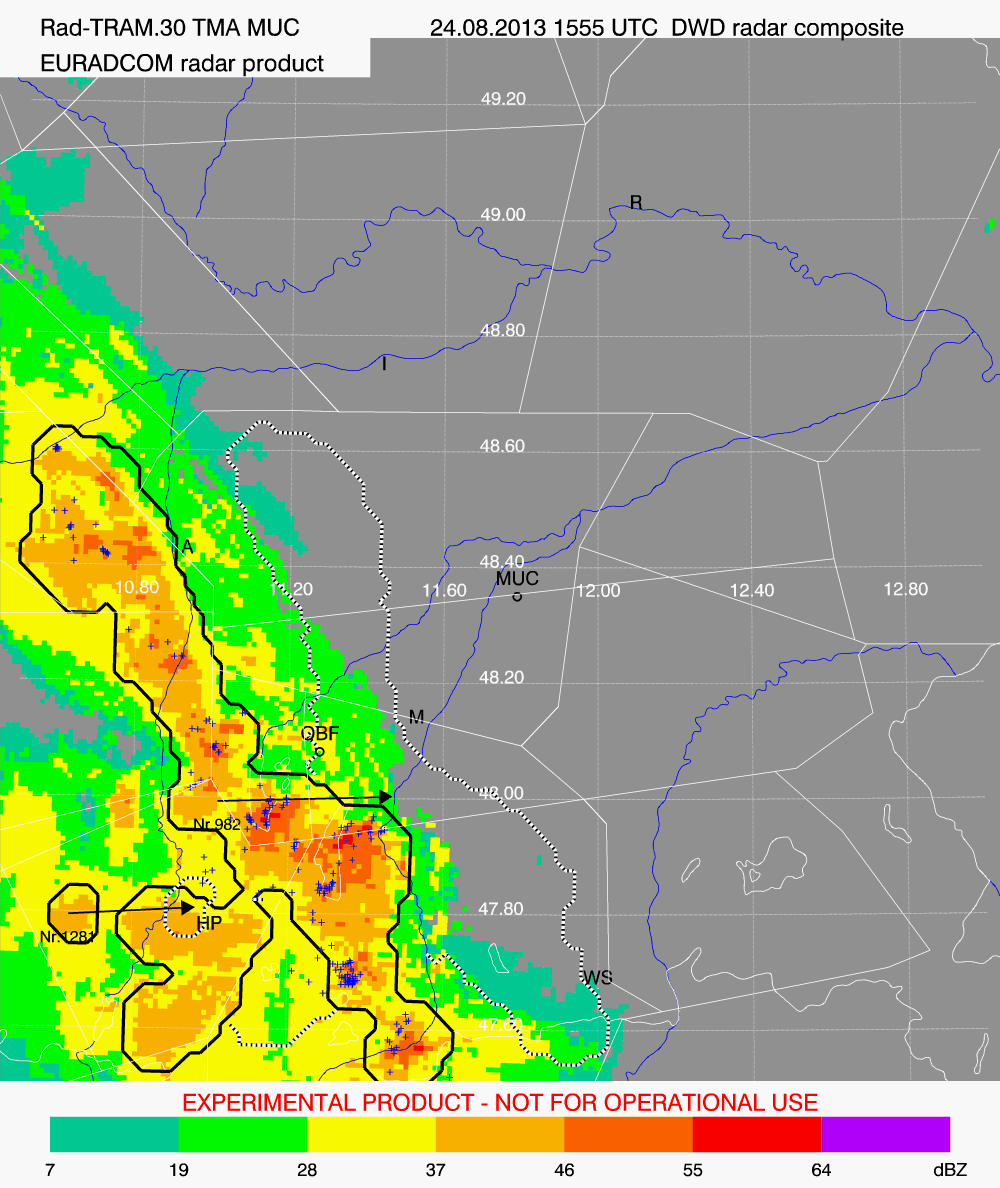 Rad-TRAM.30 TMA MUC
24.08.2013 1555 UTC DWD radar composite
EURADCOM radar product
49.20
R
49.00
48.80
I
48.60
A
48.40
MUC
10.80 11.20 11.60 12.00 12.40 12.80
48.20
M
OBF
48.00
Nr.982
47.80
HP
Nr.1281
WS
EXPERIMENTAL PRODUCT - NOT FOR OPERATIONAL USE
7 19 28 37 46 55 64 dBZ